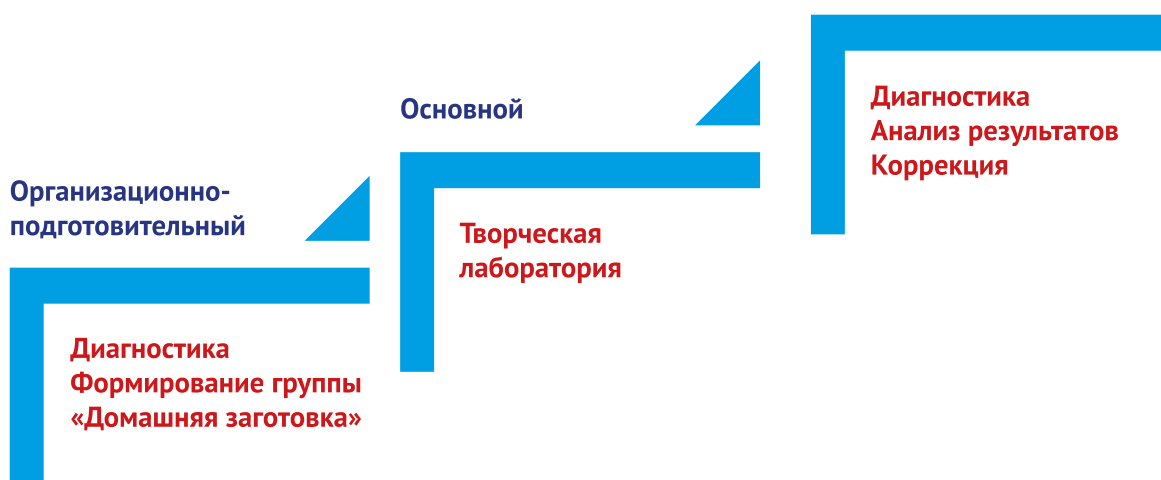 Организационно-
подготовительный
Диагностика
Формирование группы
«Домашняя заготовка»
Основной
Творческая
лаборатория
Диагностика
Анализ результатов
Коррекция